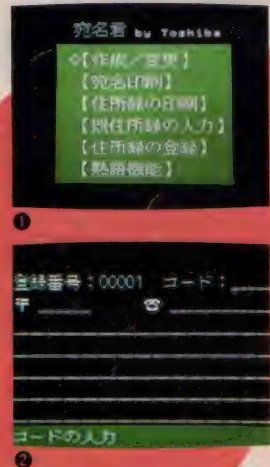 宛名君 by Toshiba
【作成／変更】
【宛名印刷】
【住所録の印刷】
【別住所録の入力】
【住所録の登録】
【熟語機能】
❶
登録番号：00001 コード：
〒 ☎
コードの入力
❷